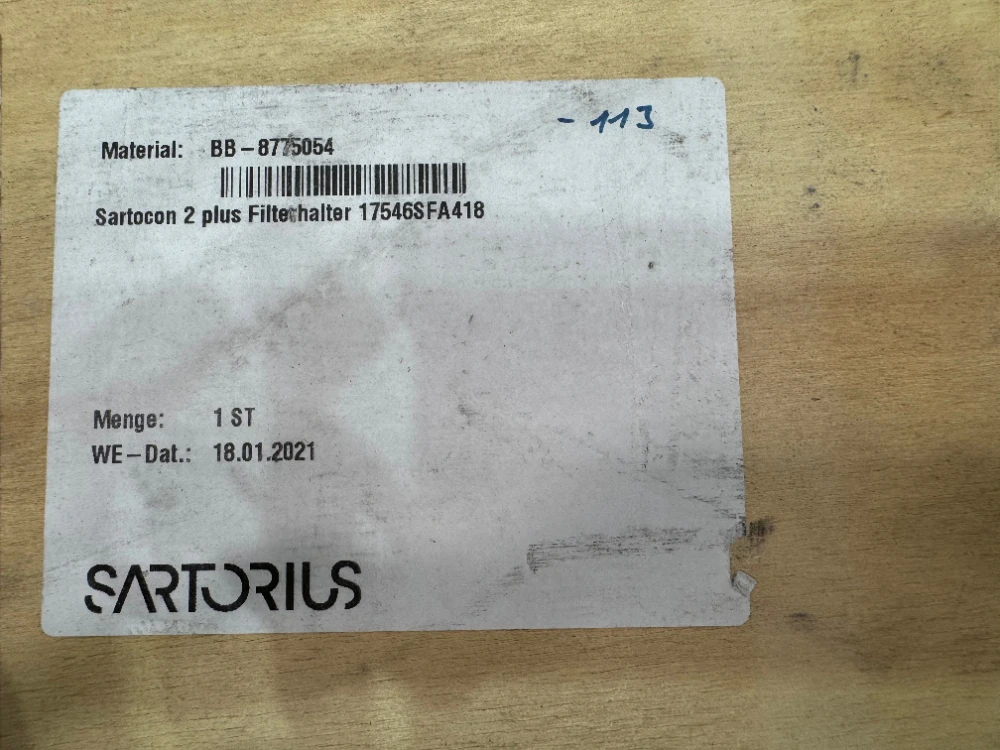 - 113
Material: BB-8775054
Sartocon 2 plus Filterhalter 17546SFA418
Menge: 1 ST
WE-Dat.: 18.01.2021
SARTORIUS